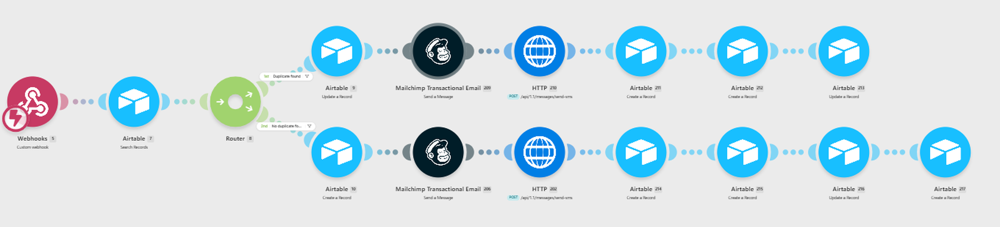 Webhooks 5
Custom webhook
Airtable 7
Search Records
Router 8
1st Duplicate found
Airtable 9
Update a Record
Mailchimp Transactional Email 209
Send a Message
HTTP 210
POST /api/1.1/messages/send-sms
Airtable 211
Create a Record
Airtable 212
Create a Record
Airtable 213
Update a Record
2nd No duplicate fo...
Airtable 10
Create a Record
Mailchimp Transactional Email 206
Send a Message
HTTP 202
POST /api/1.1/messages/send-sms
Airtable 214
Create a Record
Airtable 215
Create a Record
Airtable 216
Update a Record
Airtable 217
Create a Record